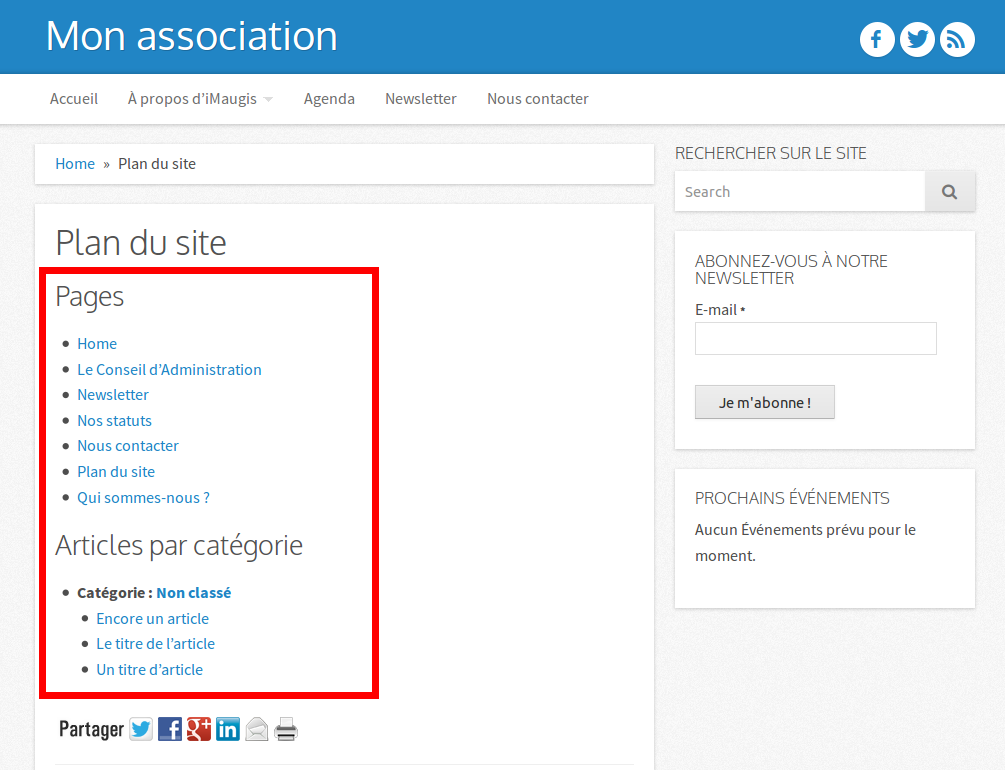 Mon association
Accueil
À propos d’iMaugis
Agenda
Newsletter
Nous contacter
Home » Plan du site
Plan du site
Pages
Home
Le Conseil d’Administration
Newsletter
Nos statuts
Nous contacter
Plan du site
Qui sommes-nous ?
Articles par catégorie
Catégorie : Non classé
Encore un article
Le titre de l’article
Un titre d’article
Partager
RECHERCHER SUR LE SITE
Search
ABONNEZ-VOUS À NOTRE
NEWSLETTER
E-mail *
Je m'abonne !
PROCHAINS ÉVÉNEMENTS
Aucun Événements prévu pour le
moment.